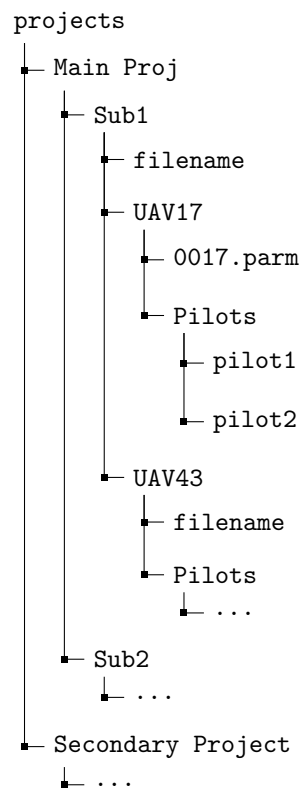 projects
Main Proj
Sub1
filename
UAV17
0017.parm
Pilots
pilot1
pilot2
UAV43
filename
Pilots
...
Sub2
...
Secondary Project
...